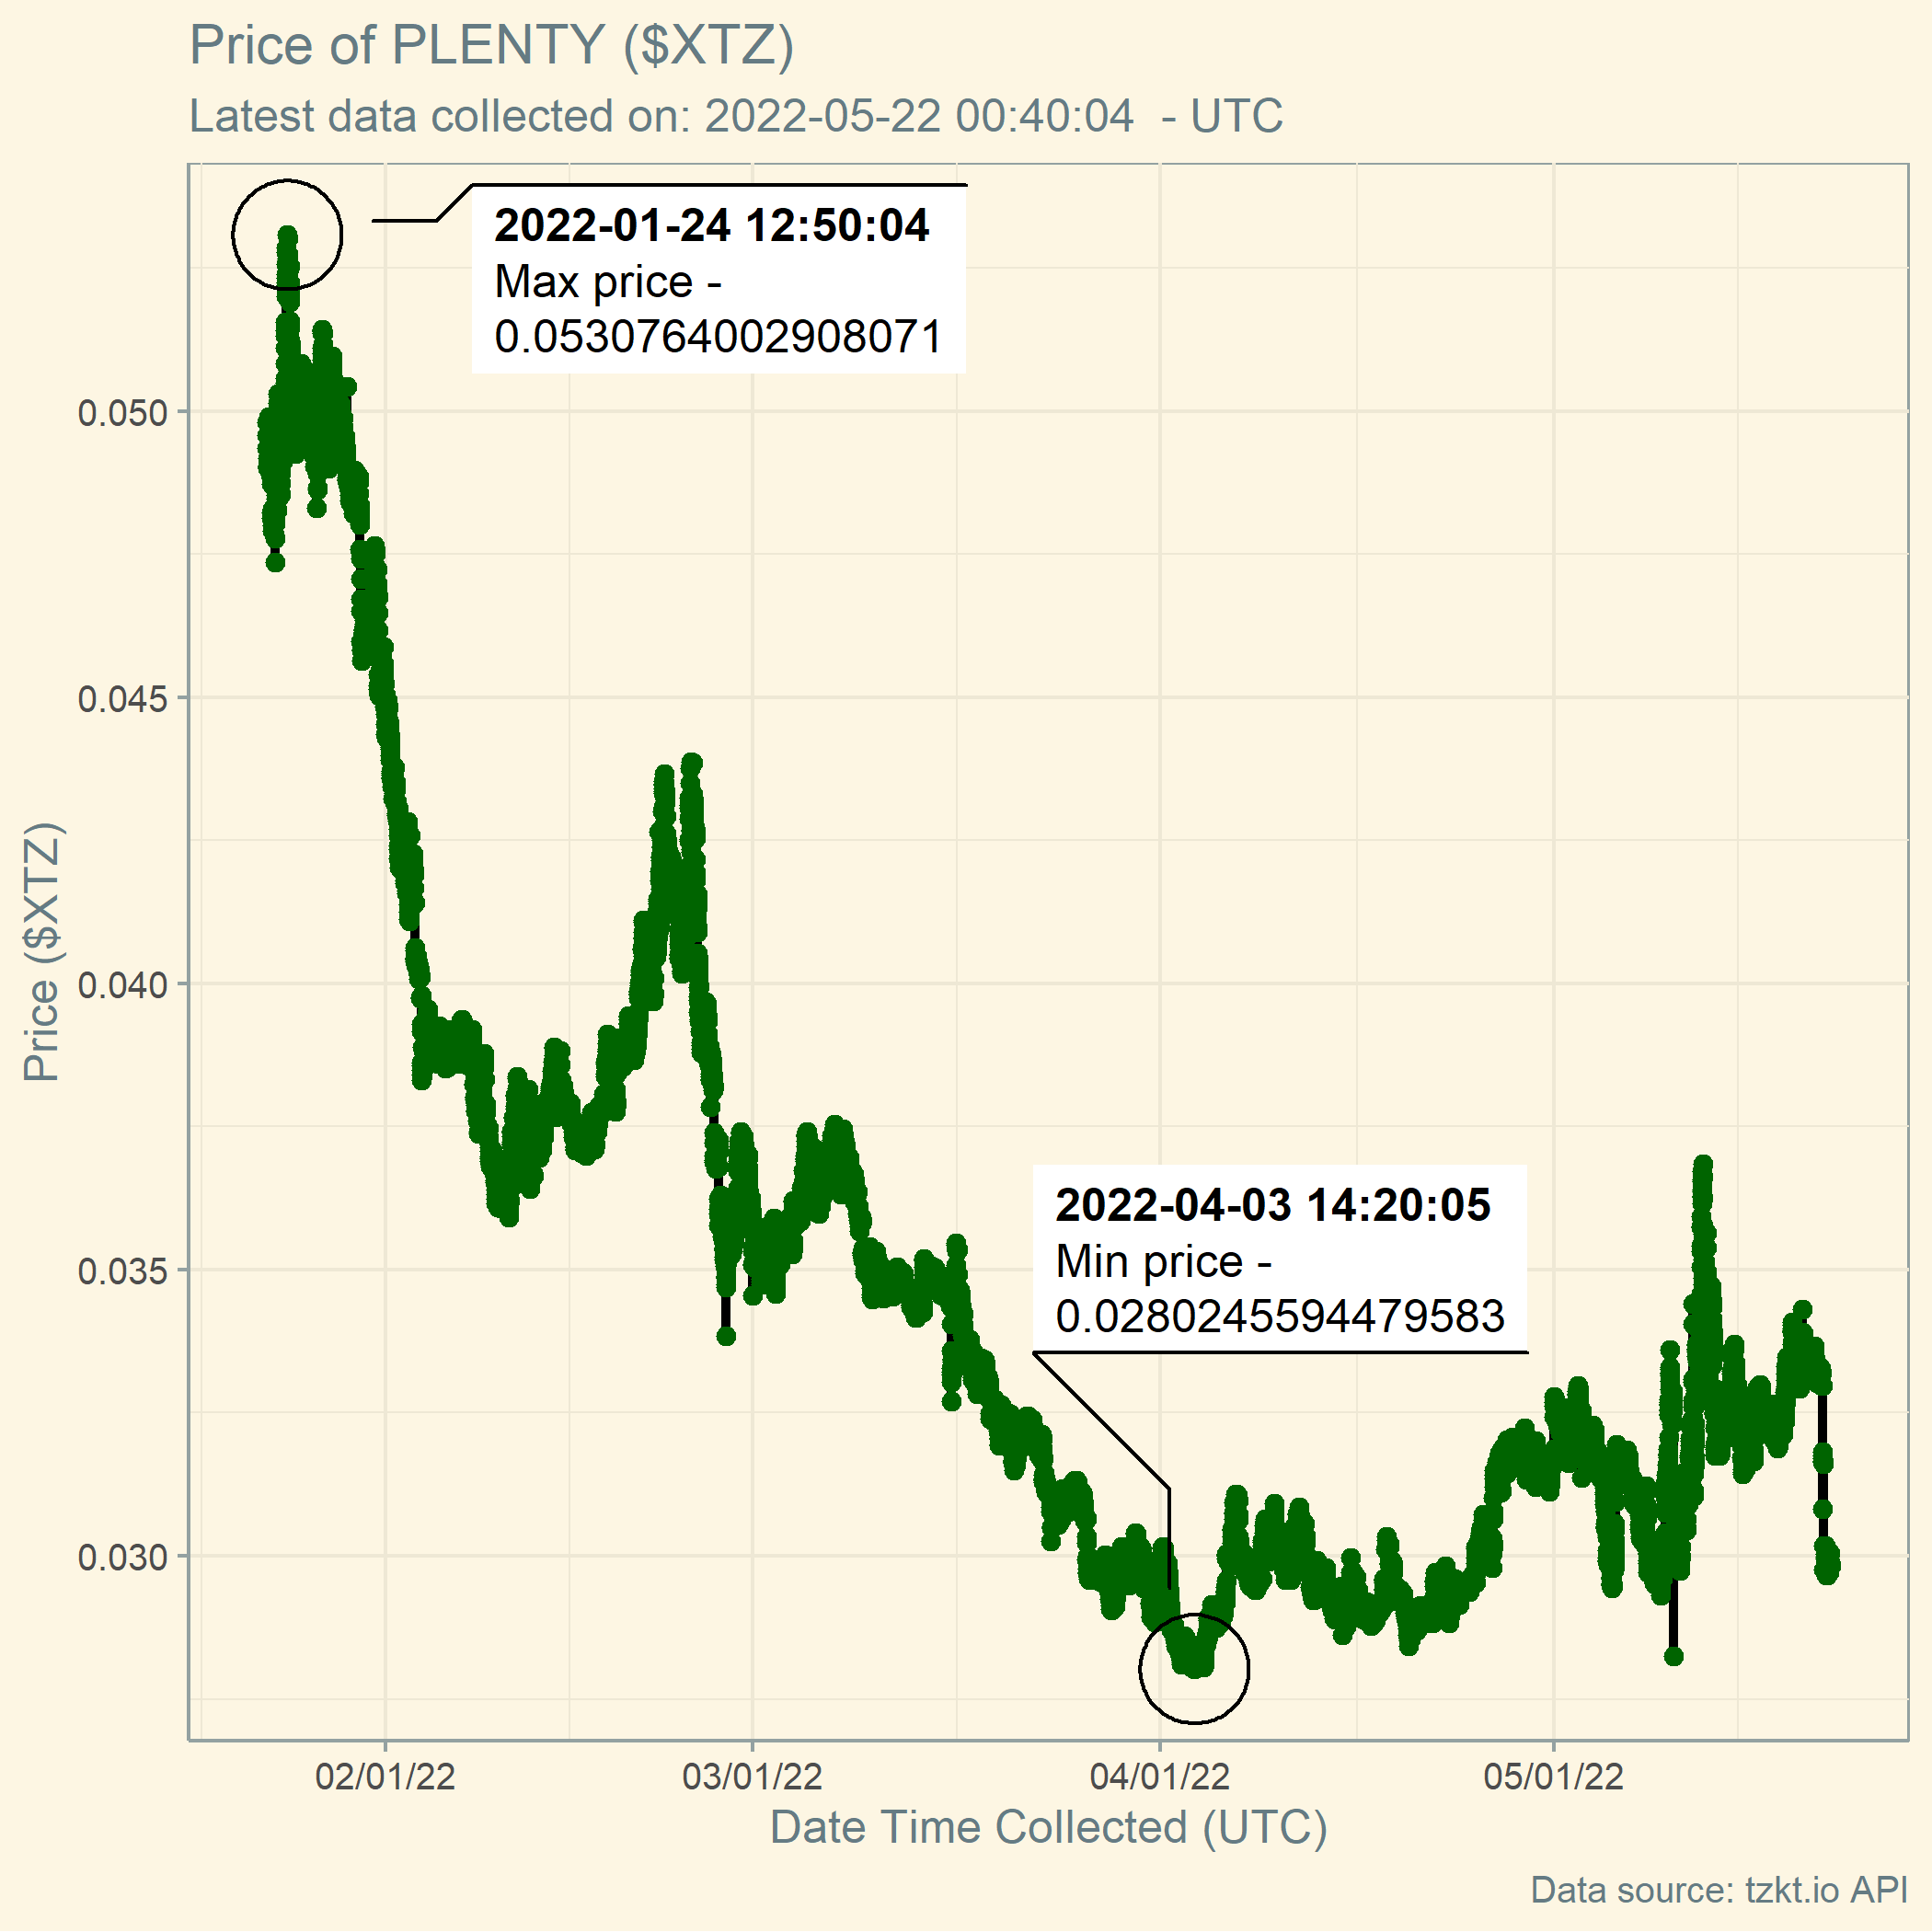 Price of PLENTY ($XTZ)
Latest data collected on: 2022-05-22 00:40:04  - UTC
2022-01-24 12:50:04
Max price -
0.0530764002908071
0.050
0.045
0.040
0.035
0.030
Price ($XTZ)
2022-04-03 14:20:05
Min price -
0.0280245594479583
02/01/22
03/01/22
04/01/22
05/01/22
Date Time Collected (UTC)
Data source: tzkt.io API